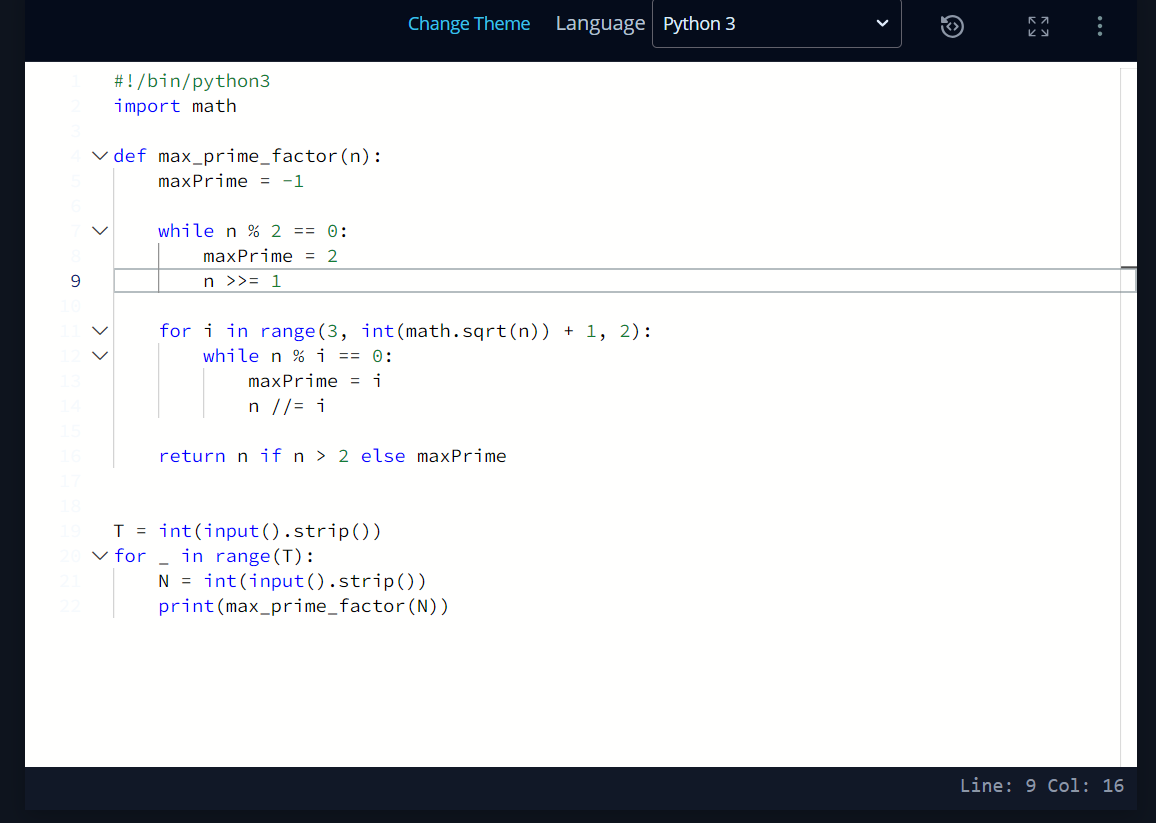 Change Theme Language Python 3
1 #!/bin/python3
2 import math
3
4 def max_prime_factor(n):
5     maxPrime = -1
6
7     while n % 2 == 0:
8         maxPrime = 2
9         n >>= 1
10
11     for i in range(3, int(math.sqrt(n)) + 1, 2):
12         while n % i == 0:
13             maxPrime = i
14             n //= i
15
16     return n if n > 2 else maxPrime
17
18
19 T = int(input().strip())
20 for _ in range(T):
21     N = int(input().strip())
22     print(max_prime_factor(N))
Line: 9 Col: 16